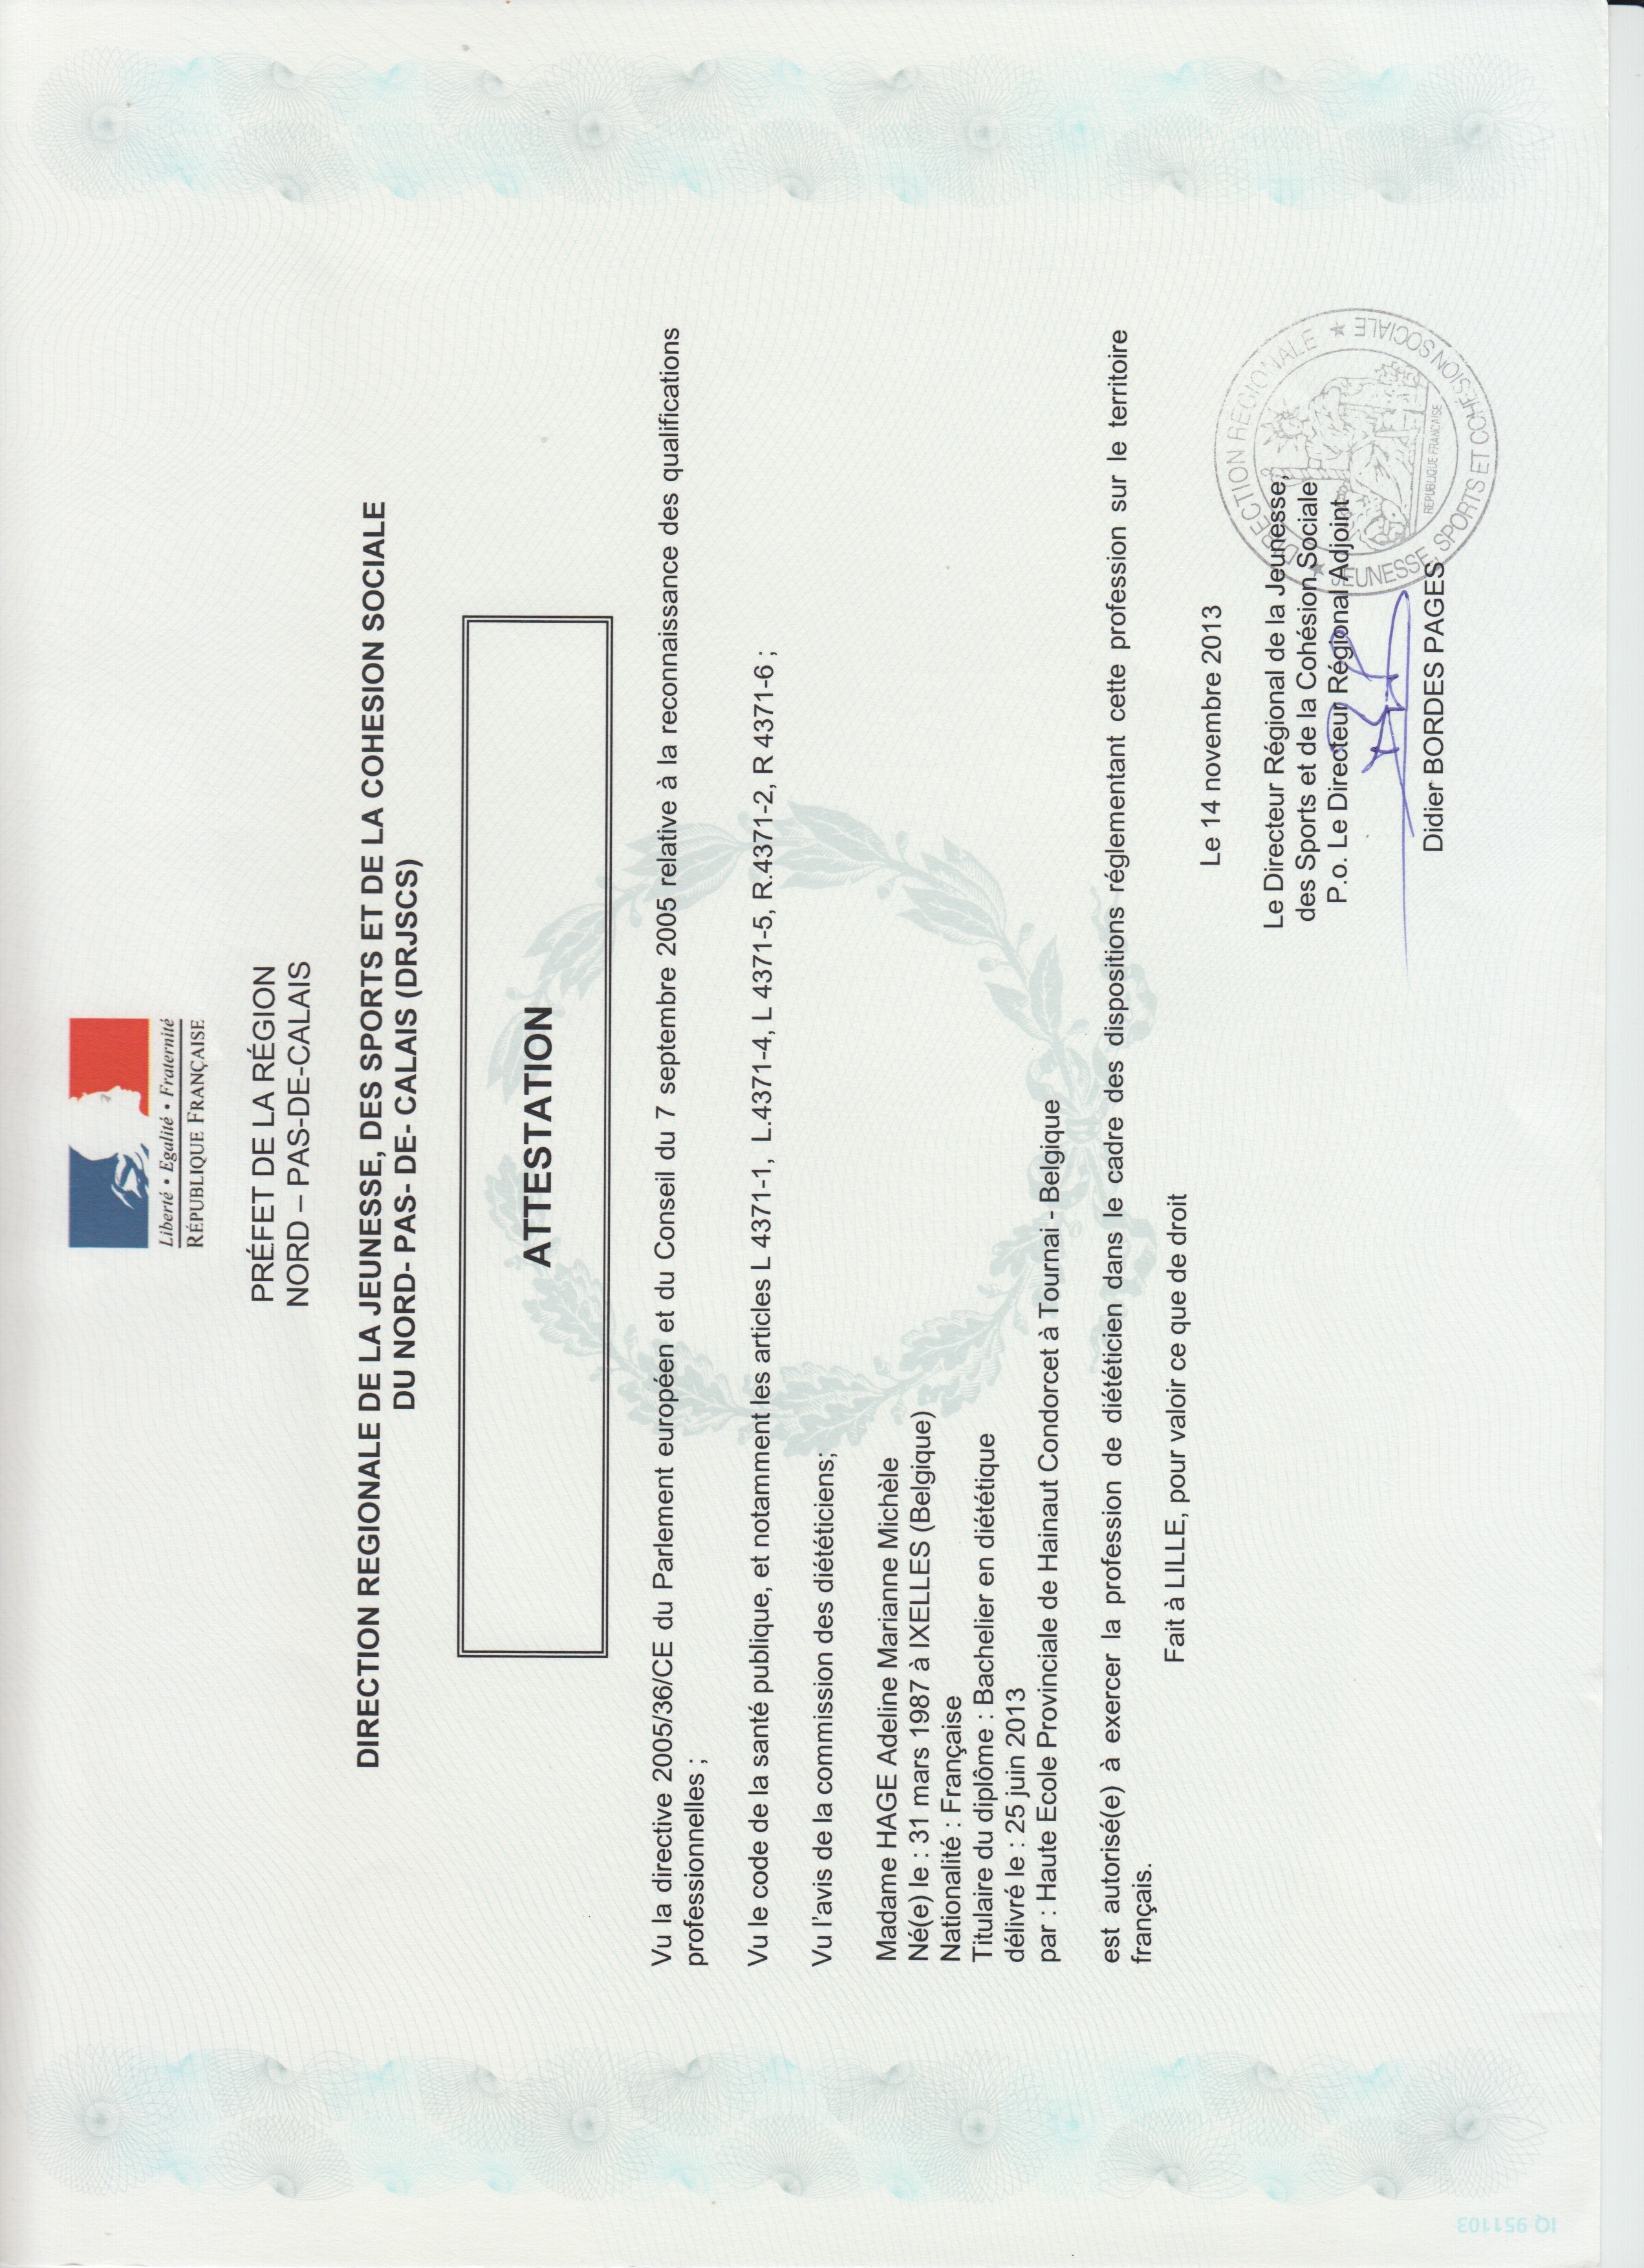 Liberté • Egalité • Fraternité
RÉPUBLIQUE FRANÇAISE
PRÉFET DE LA RÉGION
NORD – PAS-DE-CALAIS
DIRECTION REGIONALE DE LA JEUNESSE, DES SPORTS ET DE LA COHESION SOCIALE
DU NORD- PAS- DE- CALAIS (DRJSCS)
ATTESTATION
Vu la directive 2005/36/CE du Parlement européen et du Conseil du 7 septembre 2005 relative à la reconnaissance des qualifications
professionnelles ;
Vu le code de la santé publique, et notamment les articles L 4371-1, L.4371-4, L 4371-5, R.4371-2, R 4371-6 ;
Vu l'avis de la commission des diététiciens;
Madame HAGE Adeline Marianne Michèle
Né(e) le : 31 mars 1987 à IXELLES (Belgique)
Nationalité : Française
Titulaire du diplôme : Bachelier en diététique
délivré le : 25 juin 2013
par : Haute Ecole Provinciale de Hainaut Condorcet à Tournai - Belgique
est autorisé(e) à exercer la profession de diététicien dans le cadre des dispositions réglementant cette profession sur le territoire
français.
Fait à LILLE, pour valoir ce que de droit
Le 14 novembre 2013
Le Directeur Régional de la Jeunesse,
des Sports et de la Cohésion Sociale
P.o. Le Directeur Régional Adjoint
Didier BORDES PAGES
DIRECTION RÉGIONALE ★ JEUNESSE, SPORTS ET COHÉSION SOCIALE ★
REPUBLIQUE FRANCAISE
IQ 951103